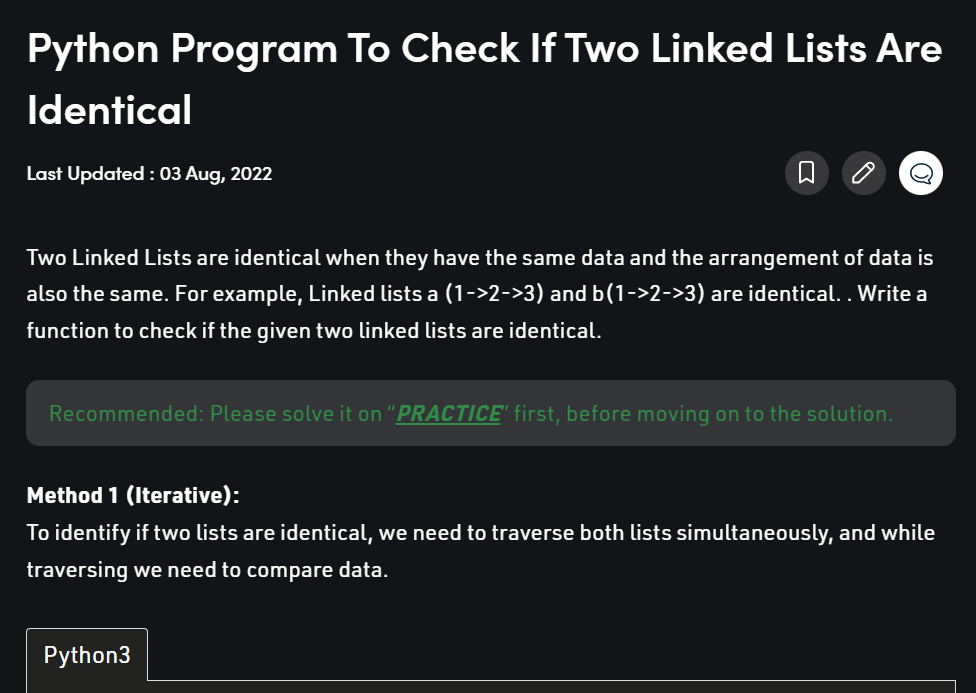 Python Program To Check If Two Linked Lists Are
Identical
Last Updated : 03 Aug, 2022
Two Linked Lists are identical when they have the same data and the arrangement of data is
also the same. For example, Linked lists a (1->2->3) and b(1->2->3) are identical. . Write a
function to check if the given two linked lists are identical.
Recommended: Please solve it on “PRACTICE” first, before moving on to the solution.
Method 1 (Iterative):
To identify if two lists are identical, we need to traverse both lists simultaneously, and while
traversing we need to compare data.
Python3